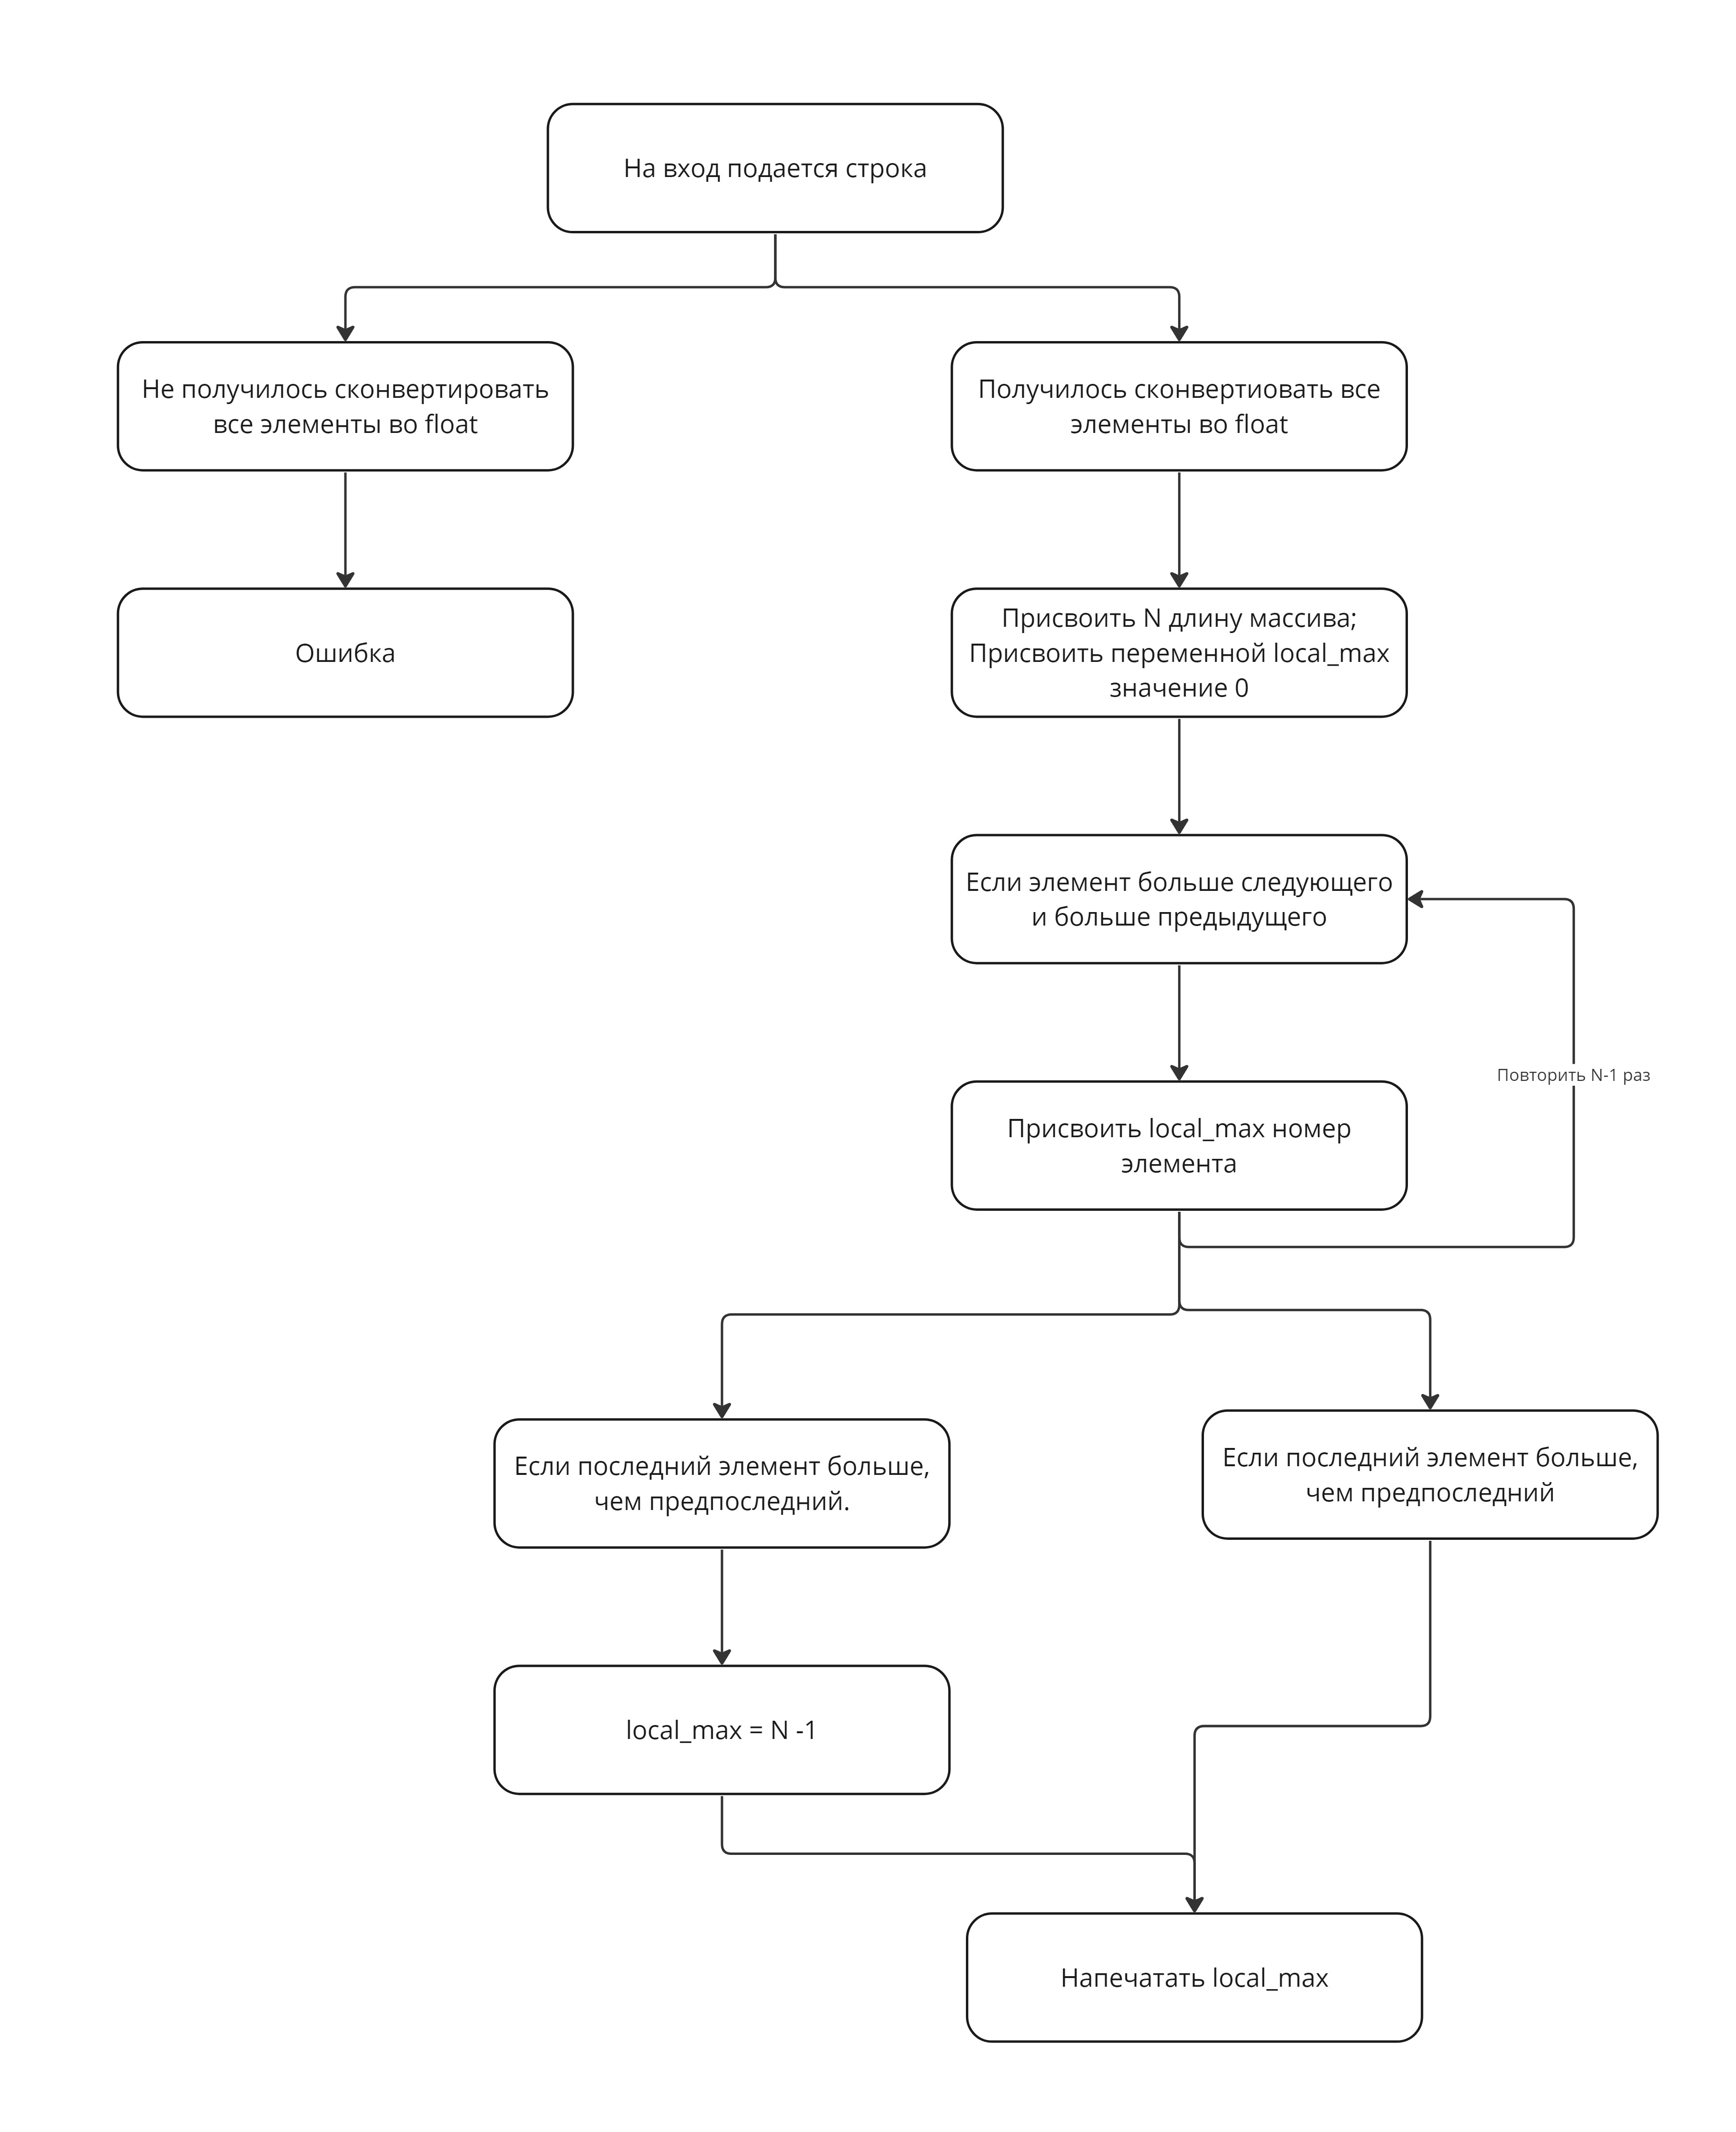 На вход подается строка
Не получилось сконвертировать
все элементы во float
Получилось сконвертиовать все
элементы во float
Ошибка
Присвоить N длину массива;
Присвоить переменной local_max
значение 0
Если элемент больше следующего
и больше предыдущего
Повторить N-1 раз
Присвоить local_max номер
элемента
Если последний элемент больше,
чем предпоследний.
Если последний элемент больше,
чем предпоследний
local_max = N -1
Напечатать local_max